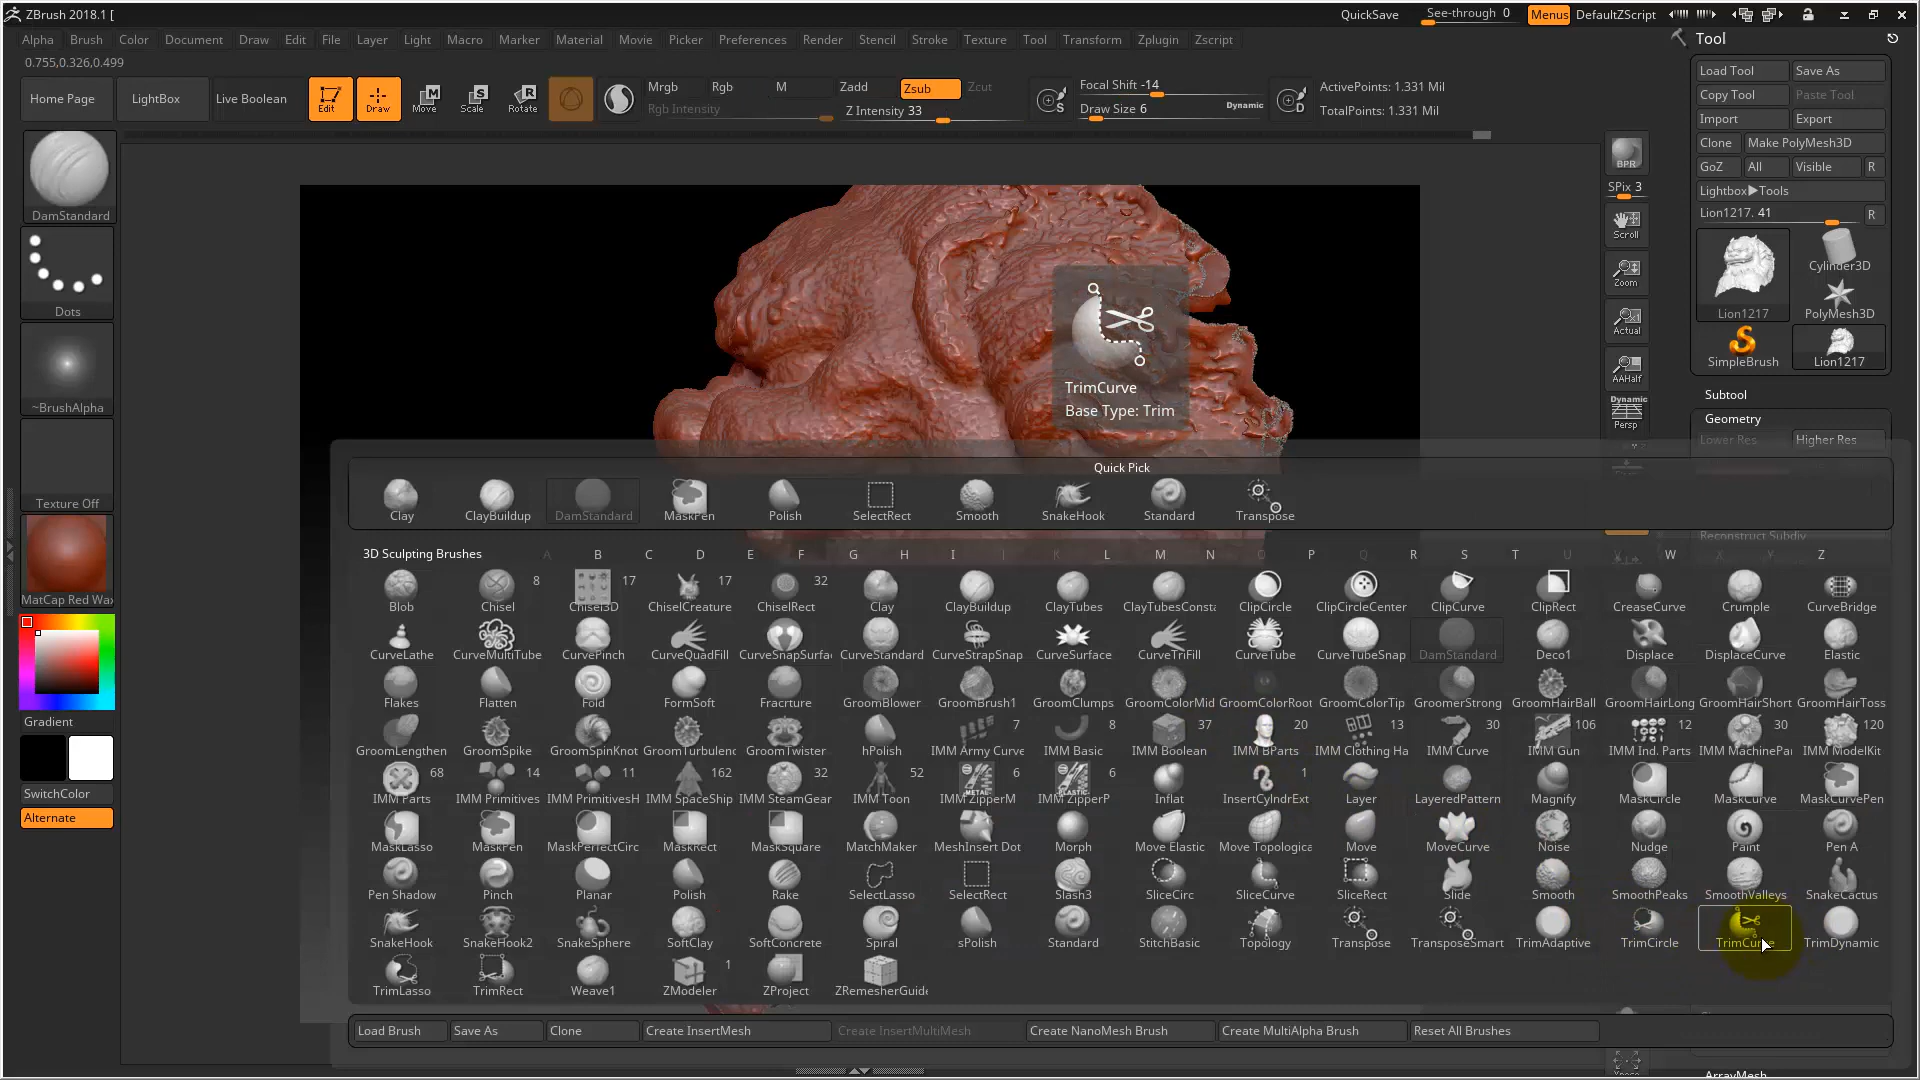 ZBrush 2018.1 [
QuickSave
See-through 0
Menus
DefaultZScript
Alpha Brush Color Document Draw Edit File Layer Light Macro Marker Material Movie Picker Preferences Render Stencil Stroke Texture Tool Transform Zplugin Zscript
Tool
0.755,0.326,0.499
Home Page
LightBox
Live Boolean
Edit
Draw
Move
Scale
Rotate
Mrgb Rgb M
Rgb Intensity
Zadd Zsub Zcut
Z Intensity 33
S
Focal Shift -14
Draw Size 6
Dynamic
D
ActivePoints: 1.331 Mil
TotalPoints: 1.331 Mil
Load Tool Save As
Copy Tool Paste Tool
Import Export
Clone Make PolyMesh3D
GoZ All Visible R
Lightbox▶Tools
Lion1217. 41 R
Lion1217
Cylinder3D
PolyMesh3D
SimpleBrush
Lion1217
Subtool
Geometry
Lower Res Higher Res
Reconstruct Subdiv
ArrayMesh
BPR
SPix 3
Scroll
Zoom
Actual
AAHalf
Dynamic
Persp
DamStandard
Dots
~BrushAlpha
Texture Off
MatCap Red Wax
Gradient
SwitchColor
Alternate
TrimCurve
Base Type: Trim
Quick Pick
Clay ClayBuildup DamStandard MaskPen Polish SelectRect Smooth SnakeHook Standard Transpose
3D Sculpting Brushes A B C D E F G H I J K L M N O P Q R S T U V W X Y Z
8 17 17 32
Blob Chisel Chisel3D ChiselCreature ChiselRect Clay ClayBuildup ClayTubes ClayTubesConsta ClipCircle ClipCircleCenter ClipCurve ClipRect CreaseCurve Crumple CurveBridge
CurveLathe CurveMultiTube CurvePinch CurveQuadFill CurveSnapSurfac CurveStandard CurveStrapSnap CurveSurface CurveTriFill CurveTube CurveTubeSnap DamStandard Deco1 Displace DisplaceCurve Elastic
Flakes Flatten Fold FormSoft Fracrture GroomBlower GroomBrush1 GroomClumps GroomColorMid GroomColorRoot GroomColorTip GroomerStrong GroomHairBall GroomHairLong GroomHairShort GroomHairToss
7 8 37 20 13 30 106 12 30 120
GroomLengthen GroomSpike GroomSpinKnot GroomTurbulenc GroomTwister hPolish IMM Army Curve IMM Basic IMM Boolean IMM BParts IMM Clothing Ha IMM Curve IMM Gun IMM Ind. Parts IMM MachinePar IMM ModelKit
68 14 11 162 32 52 6 6 1
IMM Parts IMM Primitives IMM PrimitivesH IMM SpaceShip IMM SteamGear IMM Toon IMM ZipperM IMM ZipperP Inflat InsertCylndrExt Layer LayeredPattern Magnify MaskCircle MaskCurve MaskCurvePen
MaskLasso MaskPen MaskPerfectCirc MaskRect MaskSquare MatchMaker MeshInsert Dot Morph Move Elastic Move Topologica Move MoveCurve Noise Nudge Paint Pen A
Pen Shadow Pinch Planar Polish Rake SelectLasso SelectRect Slash3 SliceCirc SliceCurve SliceRect Slide Smooth SmoothPeaks SmoothValleys SnakeCactus
SnakeHook SnakeHook2 SnakeSphere SoftClay SoftConcrete Spiral sPolish Standard StitchBasic Topology Transpose TransposeSmart TrimAdaptive TrimCircle TrimCurve TrimDynamic
1
TrimLasso TrimRect Weave1 ZModeler ZProject ZRemesherGuide
Load Brush Save As Clone Create InsertMesh Create InsertMultiMesh Create NanoMesh Brush Create MultiAlpha Brush Reset All Brushes